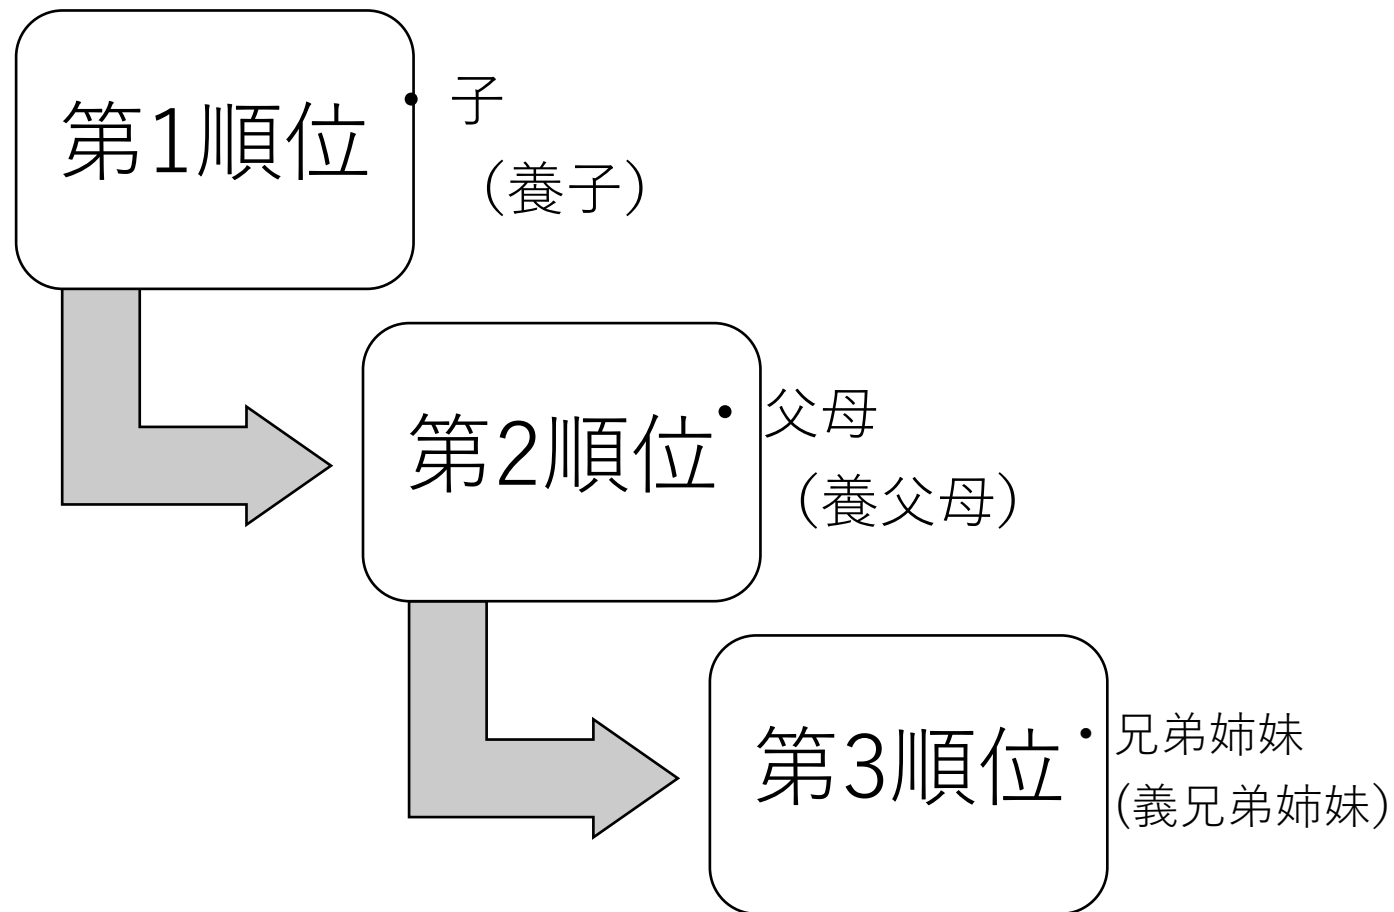 第1順位
・子
（養子）
第2順位
・父母
（養父母）
第3順位
・兄弟姉妹
(義兄弟姉妹)